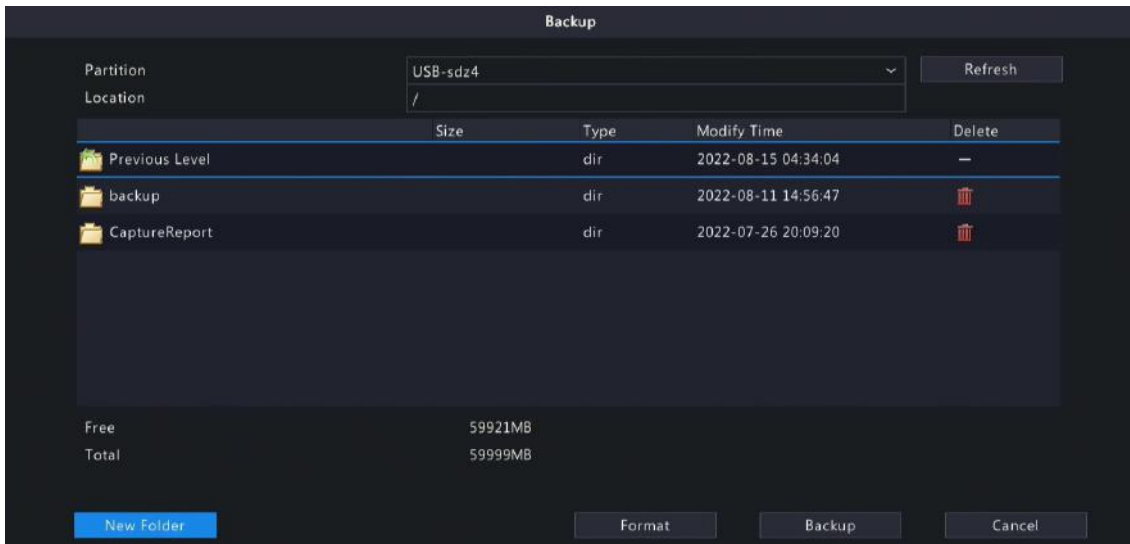 Backup
Partition USB-sdz4 Refresh
Location /
Size Type Modify Time Delete
Previous Level dir 2022-08-15 04:34:04 —
backup dir 2022-08-11 14:56:47
CaptureReport dir 2022-07-26 20:09:20
Free 59921MB
Total 59999MB
New Folder Format Backup Cancel